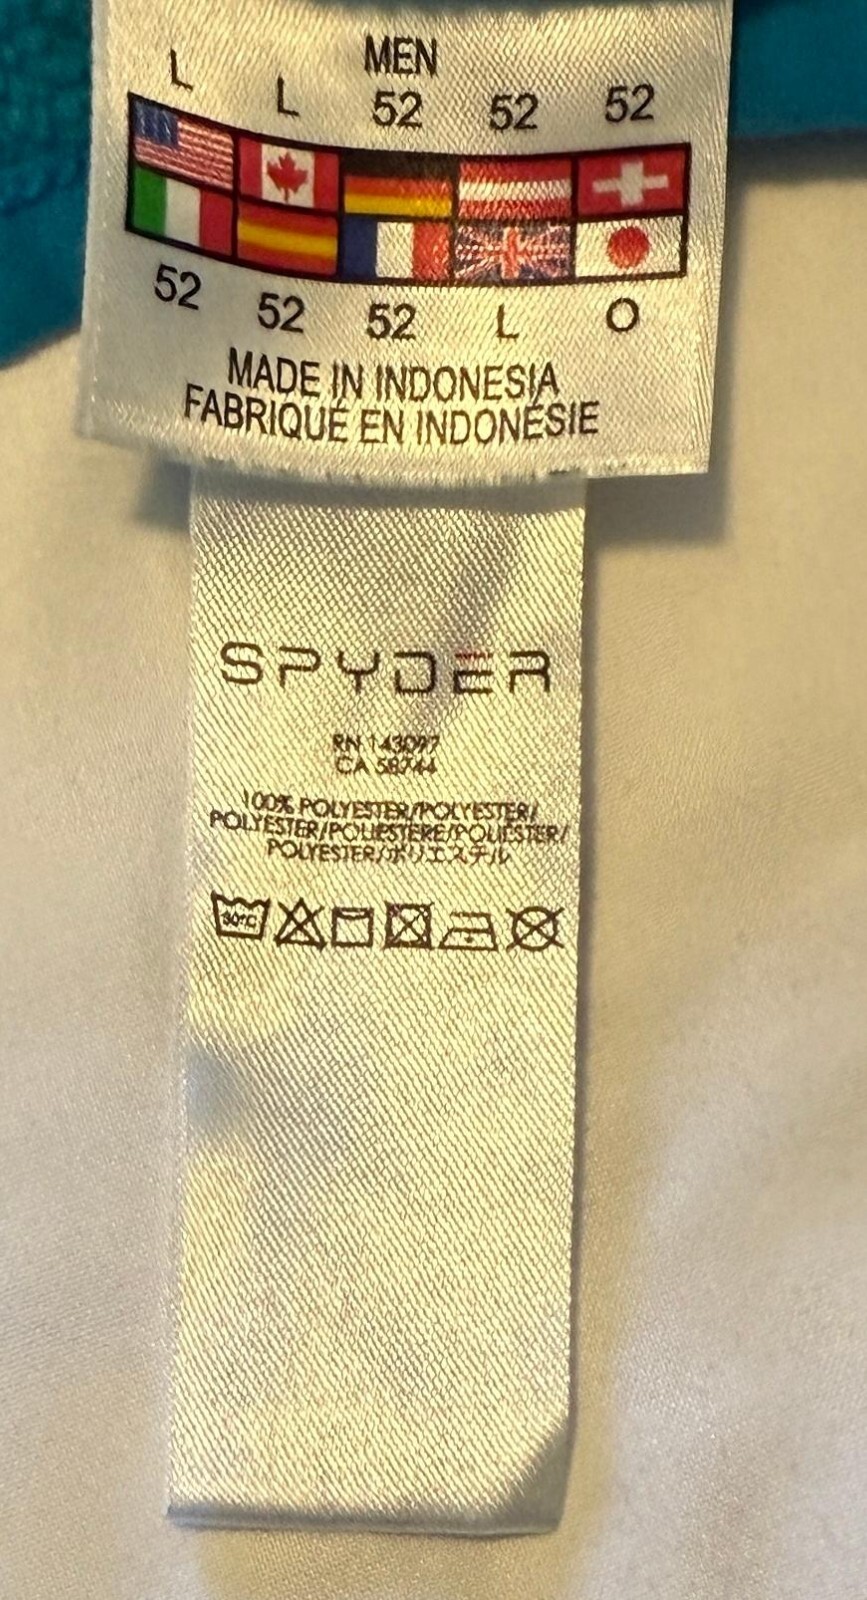 MEN
L L 52 52 52
52 52 52 L O
MADE IN INDONESIA
FABRIQUÉ EN INDONÉSIE
SPYDER
RN 143097
CA 58744
100% POLYESTER/POLYESTER/
POLYESTER/POLIESTERE/POLIÉSTER/
POLYESTER/ポリエステル
30°C